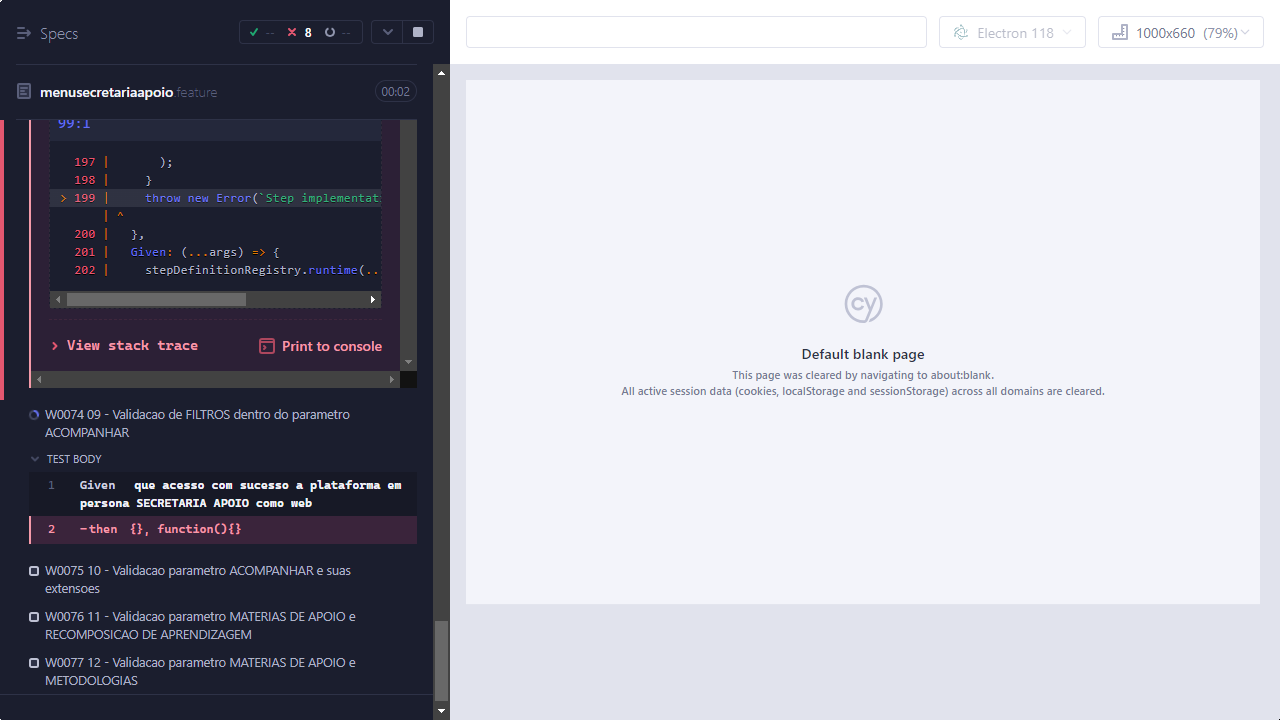 Specs
-- 8 --
Electron 118
1000x660 (79%)
menusecretariaapoio.feature
00:02
99:1
197 | );
198 | }
> 199 | throw new Error(`Step implementat
| ^
200 | },
201 | Given: (...args) => {
202 | stepDefinitionRegistry.runtime(..
> View stack trace
Print to console
W0074 09 - Validacao de FILTROS dentro do parametro
ACOMPANHAR
TEST BODY
1 Given que acesso com sucesso a plataforma em
persona SECRETARIA APOIO como web
2 -then {}, function(){}
W0075 10 - Validacao parametro ACOMPANHAR e suas
extensoes
W0076 11 - Validacao parametro MATERIAS DE APOIO e
RECOMPOSICAO DE APRENDIZAGEM
W0077 12 - Validacao parametro MATERIAS DE APOIO e
METODOLOGIAS
cy
Default blank page
This page was cleared by navigating to about:blank.
All active session data (cookies, localStorage and sessionStorage) across all domains are cleared.